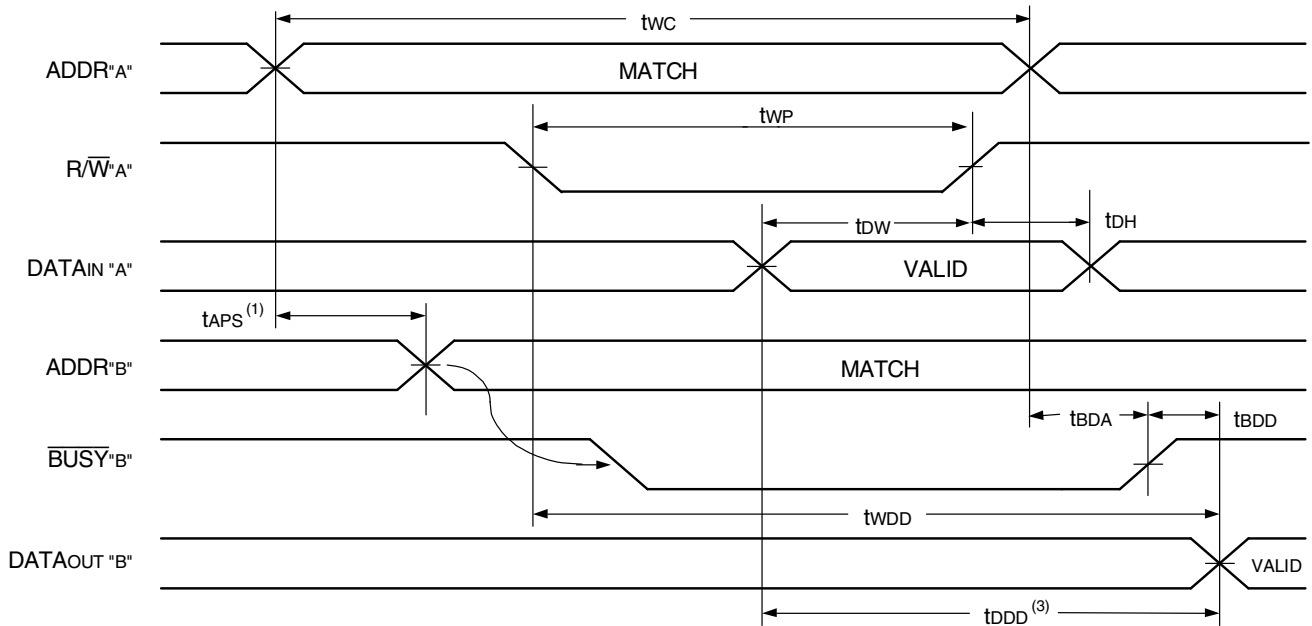 tWC
ADDR"A"
MATCH
tWP
R/W̅"A"
tDW
tDH
DATAIN "A"
VALID
tAPS (1)
ADDR"B"
MATCH
tBDA
tBDD
B̅U̅S̅Y̅"B"
tWDD
DATAOUT "B"
VALID
tDDD (3)